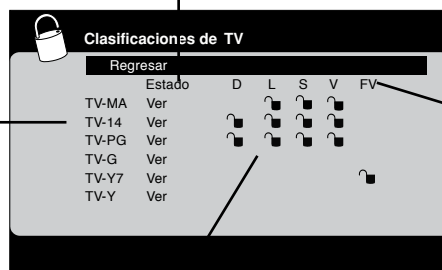 Clasificaciones de TV
Regresar
Estado D L S V FV
TV-MA Ver
TV-14 Ver
TV-PG Ver
TV-G Ver
TV-Y7 Ver
TV-Y Ver